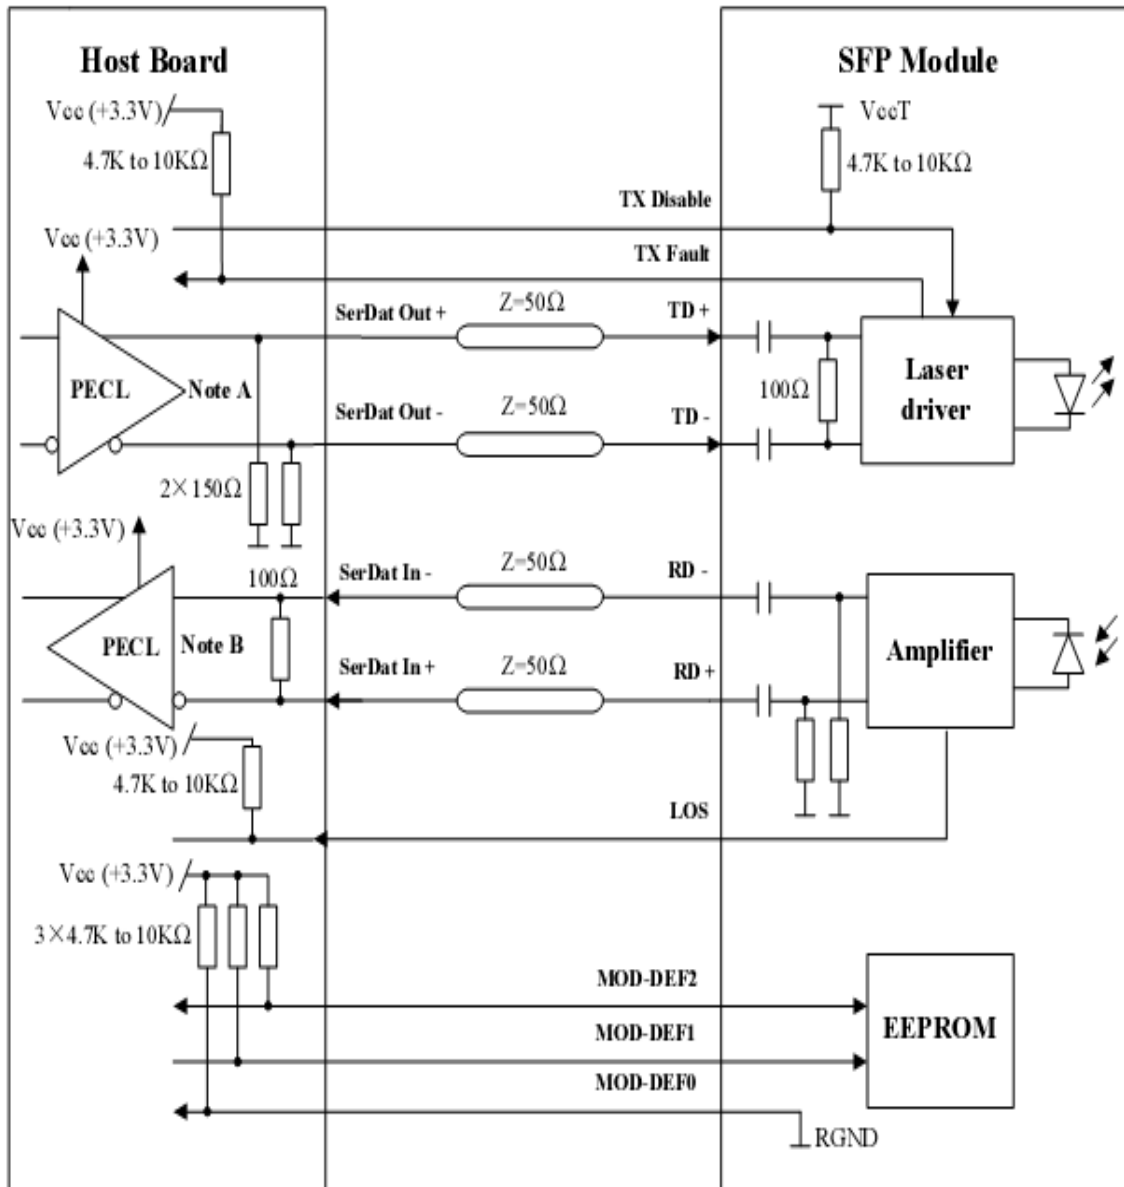 Host Board
SFP Module
Vcc (+3.3V)
4.7K to 10KΩ
VccT
4.7K to 10KΩ
TX Disable
Vcc (+3.3V)
TX Fault
SerDat Out +
Z=50Ω
TD +
PECL
Note A
100Ω
Laser
driver
SerDat Out -
Z=50Ω
TD -
2×150Ω
Vcc (+3.3V)
100Ω
SerDat In -
Z=50Ω
RD -
PECL
Note B
Amplifier
SerDat In +
Z=50Ω
RD +
Vcc (+3.3V)
4.7K to 10KΩ
LOS
Vcc (+3.3V)
3×4.7K to 10KΩ
MOD-DEF2
EEPROM
MOD-DEF1
MOD-DEF0
RGND